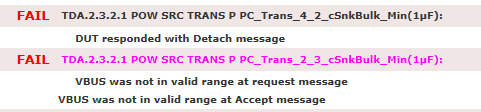 FAIL TDA.2.3.2.1 POW SRC TRANS P PC_Trans_4_2_cSnkBulk_Min(1µF):
DUT responded with Detach message
FAIL TDA.2.3.2.1 POW SRC TRANS P PC_Trans_2_3_cSnkBulk_Min(1µF):
VBUS was not in valid range at request message
VBUS was not in valid range at Accept message